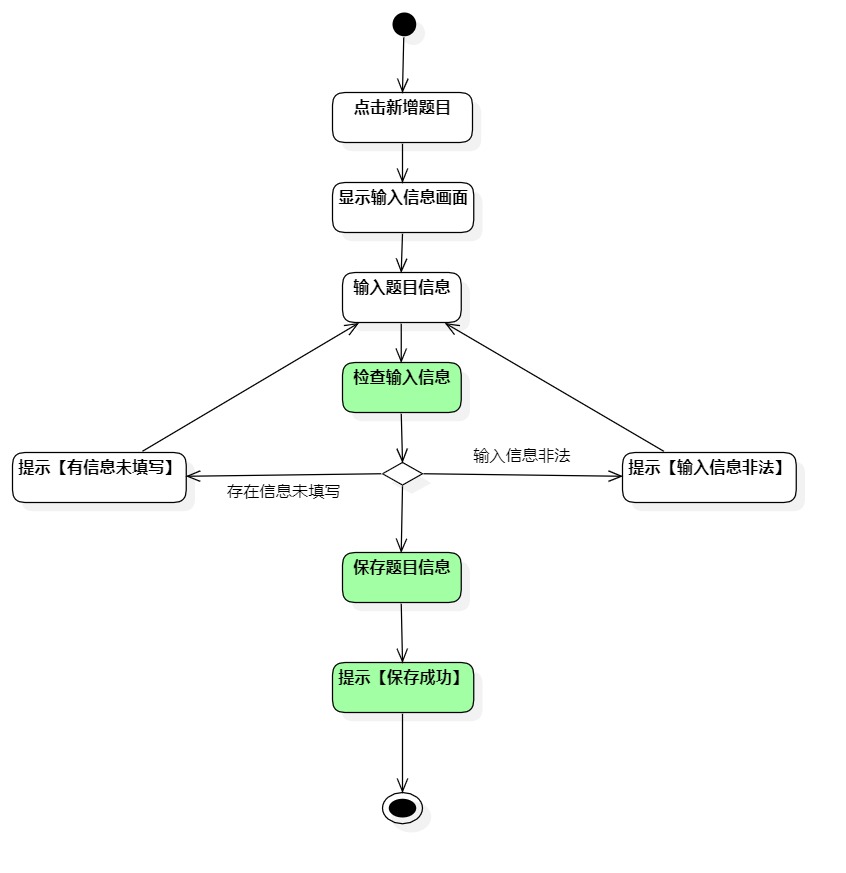 点击新增题目
显示输入信息画面
输入题目信息
检查输入信息
输入信息非法
提示【有信息未填写】
提示【输入信息非法】
存在信息未填写
保存题目信息
提示【保存成功】